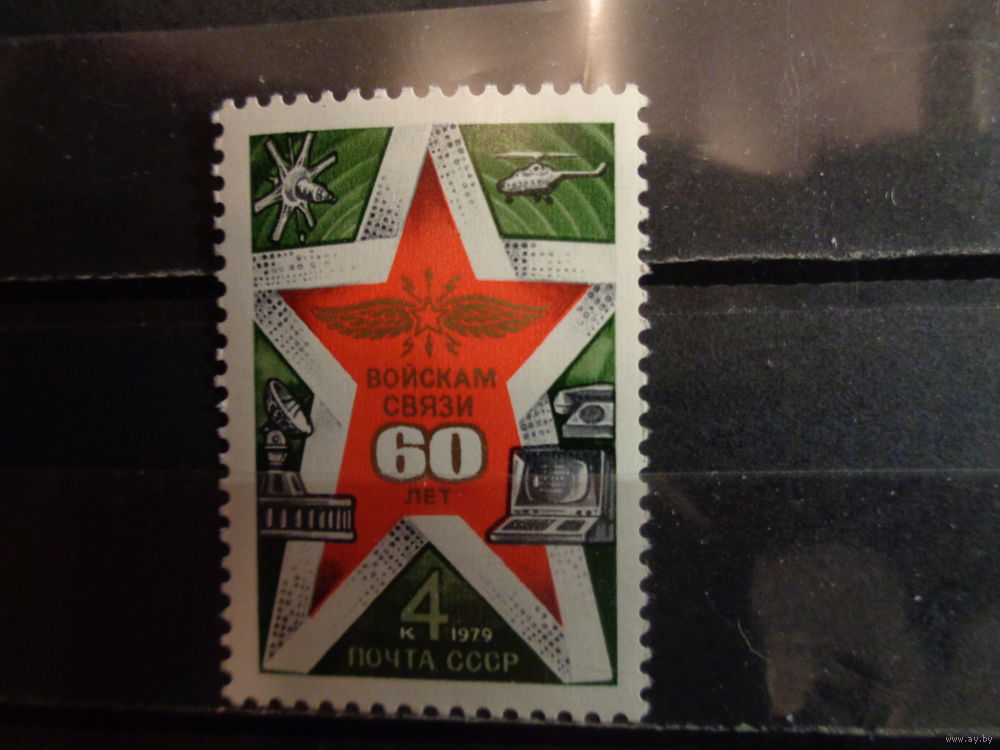 ВОЙСКАМ
СВЯЗИ
60
ЛЕТ
4
К 1979
ПОЧТА СССР
www.ay.by